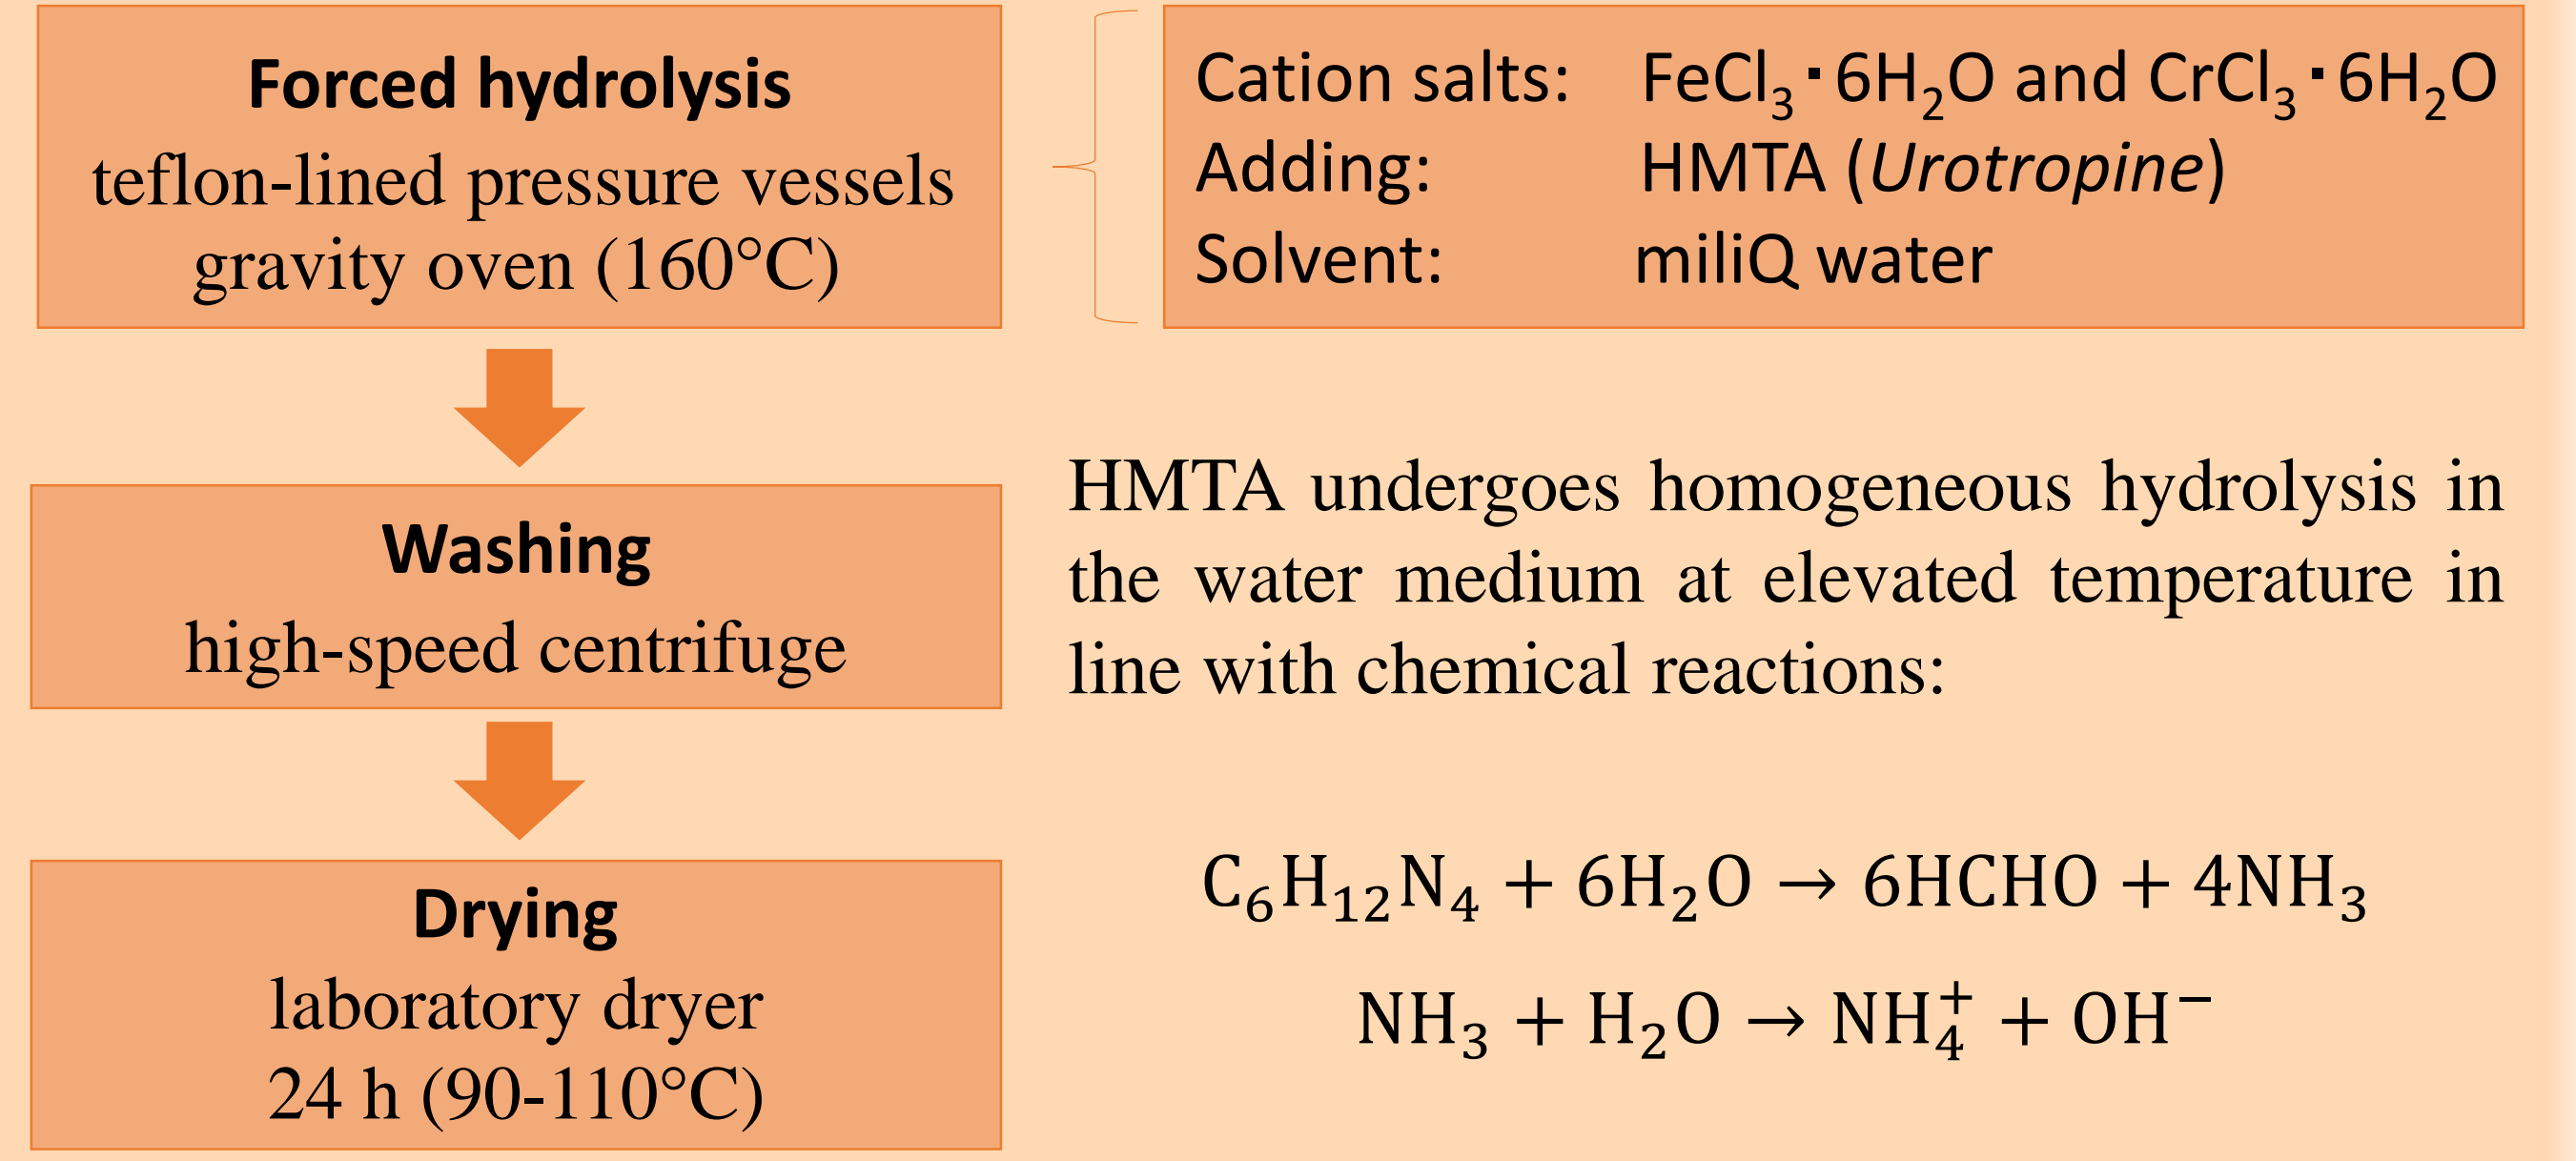 Forced hydrolysis
teflon-lined pressure vessels
gravity oven (160°C)
Cation salts: FeCl₃·6H₂O and CrCl₃·6H₂O
Adding: HMTA (Urotropine)
Solvent: miliQ water
Washing
high-speed centrifuge
Drying
laboratory dryer
24 h (90-110°C)
HMTA undergoes homogeneous hydrolysis in
the water medium at elevated temperature in
line with chemical reactions:
C₆H₁₂N₄ + 6H₂O → 6HCHO + 4NH₃
NH₃ + H₂O → NH₄⁺ + OH⁻